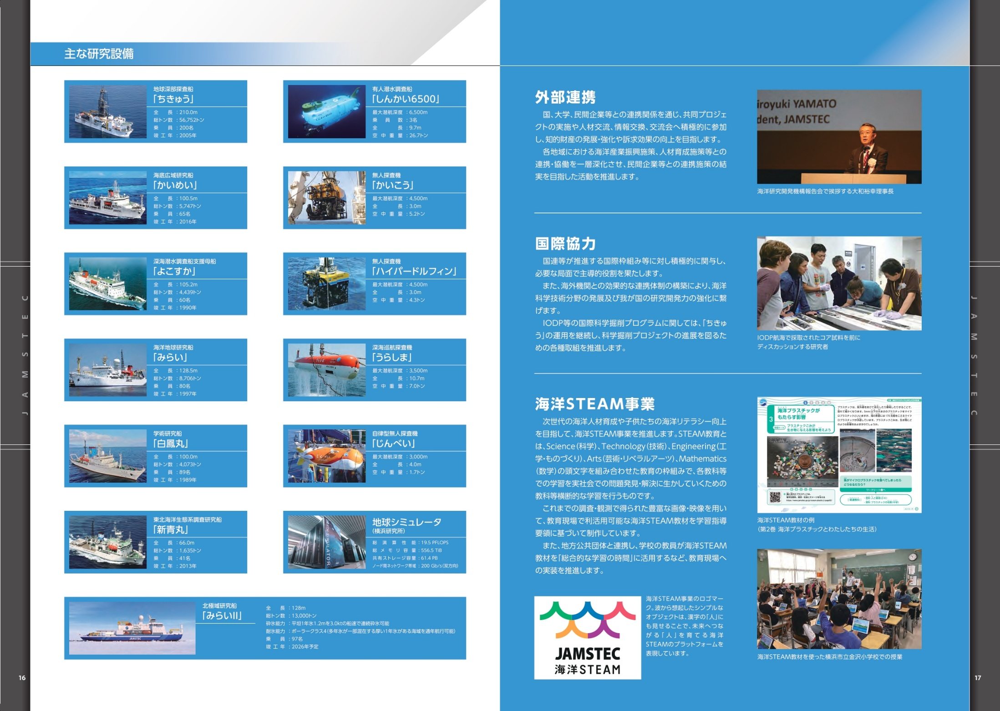 主な研究設備
地球深部探査船
「ちきゅう」
全長：210.0m
総トン数：56,752トン
乗員：200名
竣工年：2005年
海底広域研究船
「かいめい」
全長：100.5m
総トン数：5,747トン
乗員：65名
竣工年：2016年
深海潜水調査船支援母船
「よこすか」
全長：105.2m
総トン数：4,439トン
乗員：60名
竣工年：1990年
海洋地球研究船
「みらい」
全長：128.5m
総トン数：8,706トン
乗員：80名
竣工年：1997年
学術研究船
「白鳳丸」
全長：100.0m
総トン数：4,073トン
乗員：89名
竣工年：1989年
東北海洋生態系調査研究船
「新青丸」
全長：66.0m
総トン数：1,635トン
乗員：41名
竣工年：2013年
有人潜水調査船
「しんかい6500」
最大潜航深度：6,500m
乗員数：3名
全長：9.7m
空中重量：26.7トン
無人探査機
「かいこう」
最大潜航深度：4,500m
全長：3.0m
空中重量：5.2トン
無人探査機
「ハイパードルフィン」
最大潜航深度：4,500m
全長：3.0m
空中重量：4.3トン
深海巡航探査機
「うらしま」
最大潜航深度：3,500m
全長：10.7m
空中重量：7.0トン
自律型無人探査機
「じんべい」
最大潜航深度：3,000m
全長：4.0m
空中重量：1.7トン
EARTH SIMULATOR
地球シミュレータ
(横浜研究所)
総演算性能：19.5 PFLOPS
総メモリ容量：556.5 TiB
共有ストレージ容量：61.4 PB
ノード間ネットワーク帯域：200 Gb/s(双方向)
JAMSTEC
北極域研究船
「みらいII」
全長：128m
総トン数：13,000トン
砕氷能力：平坦1年氷1.2mを3.0ktの船速で連続砕氷可能
耐氷能力：ポーラークラス4(多年氷が一部混在する厚い1年氷がある海域を通年航行可能)
乗員：97名
竣工年：2026年予定
JAMSTEC
16
外部連携
国、大学、民間企業等との連携関係を通じ、共同プロジェ
クトの実施や人材交流、情報交換、交流会へ積極的に参加
し、知的財産の発展・強化や訴求効果の向上を目指します。
各地域における海洋産業振興施策、人材育成施策等との
連携・協働を一層深化させ、民間企業等との連携施策の結
実を目指した活動を推進します。
iroyuki YAMATO
dent, JAMSTEC
海洋研究開発機構報告会で挨拶する大和裕幸理事長
国際協力
国連等が推進する国際枠組み等に対し積極的に関与し、
必要な局面で主導的役割を果たします。
また、海外機関との効果的な連携体制の構築により、海洋
科学技術分野の発展及び我が国の研究開発力の強化に繋
げます。
IODP等の国際科学掘削プログラムに関しては、「ちきゅ
う」の運用を継続し、科学掘削プロジェクトの進展を図るた
めの各種取組を推進します。
IODP航海で採取されたコア試料を前に
ディスカッションする研究者
海洋STEAM事業
次世代の海洋人材育成や子供たちの海洋リテラシー向上
を目指して、海洋STEAM事業を推進します。STEAM教育と
は、Science(科学)、Technology(技術)、Engineering(工
学・ものづくり)、Arts(芸術・リベラルアーツ)、Mathematics
(数学)の頭文字を組み合わせた教育の枠組みで、各教科等
での学習を実社会での問題発見・解決に生かしていくための
教科等横断的な学習を行うものです。
これまでの調査・観測で得られた豊富な画像・映像を用い
て、教育現場で利活用可能な海洋STEAM教材を学習指導
要領に基づいて制作しています。
また、地方公共団体と連携し、学校の教員が海洋STEAM
教材を「総合的な学習の時間」に活用するなど、教育現場へ
の実装を推進します。
STEAM
3
海洋プラスチックが
もたらす影響
学習テーマ
プラスチックごみが
生き物に与える影響を考えよう
魚がマイクロプラスチックを食べてしまったら
どうなるだろう？
海洋STEAM教材の例
(第2巻 海洋プラスチックとわたしたちの生活)
JAMSTEC
海洋STEAM
海洋STEAM事業のロゴマー
ク。波から想起したシンプルな
オブジェクトは、漢字の「人」に
も見せることで、未来へつな
がる「人」を育てる海洋
STEAMのプラットフォームを
表現しています。
海洋STEAM教材を使った横浜市立金沢小学校での授業
JAMSTEC
17